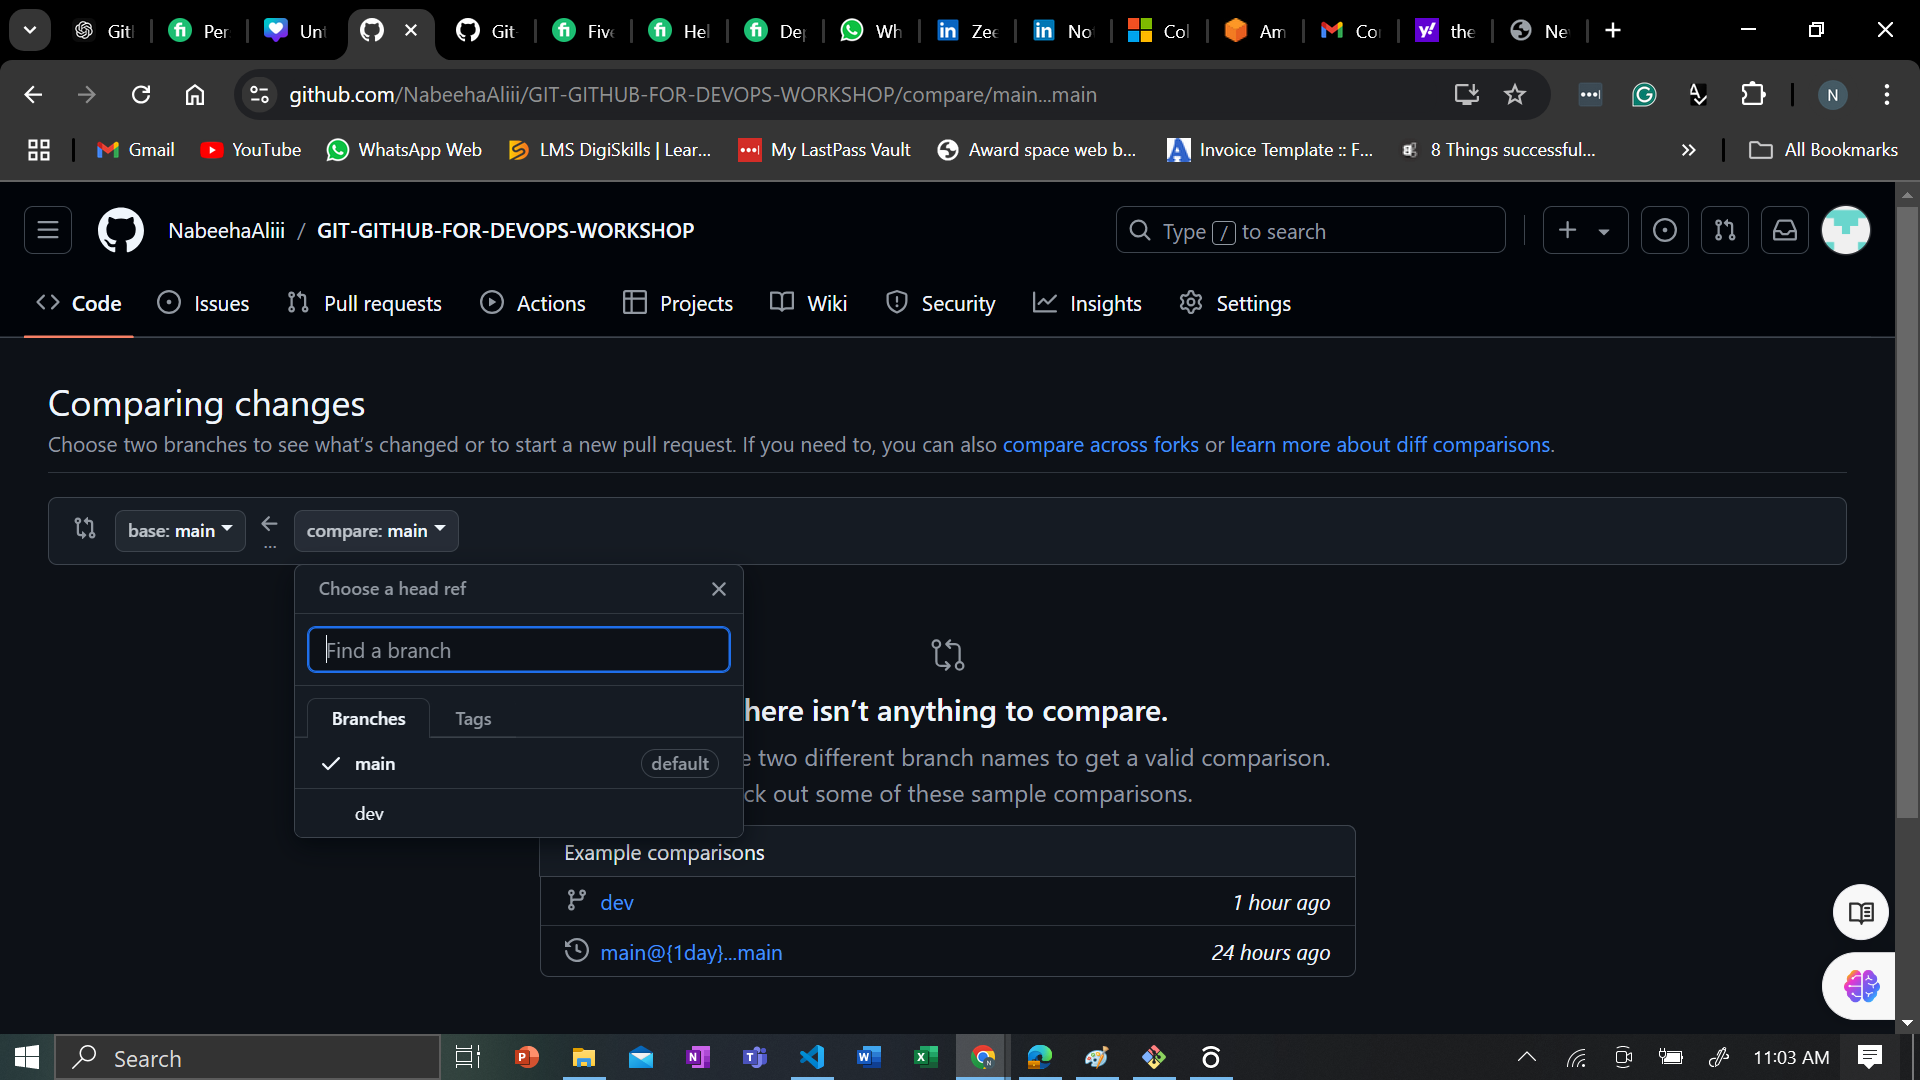 Git
Per
Unt
Git
Five
Hel
Dep
Wh
Zee
Not
Col
Am
Cor
the
Nev
github.com/NabeehaAliii/GIT-GITHUB-FOR-DEVOPS-WORKSHOP/compare/main...main
N
Gmail
YouTube
WhatsApp Web
LMS DigiSkills | Lear...
My LastPass Vault
Award space web b...
Invoice Template :: F...
8 Things successful...
All Bookmarks
NabeehaAliii / GIT-GITHUB-FOR-DEVOPS-WORKSHOP
Type / to search
Code
Issues
Pull requests
Actions
Projects
Wiki
Security
Insights
Settings
Comparing changes
Choose two branches to see what’s changed or to start a new pull request. If you need to, you can also compare across forks or learn more about diff comparisons.
base: main
...
compare: main
Choose a head ref
Find a branch
Branches
Tags
main
default
dev
here isn’t anything to compare.
e two different branch names to get a valid comparison.
ck out some of these sample comparisons.
Example comparisons
dev
1 hour ago
main@{1day}...main
24 hours ago
Search
11:03 AM